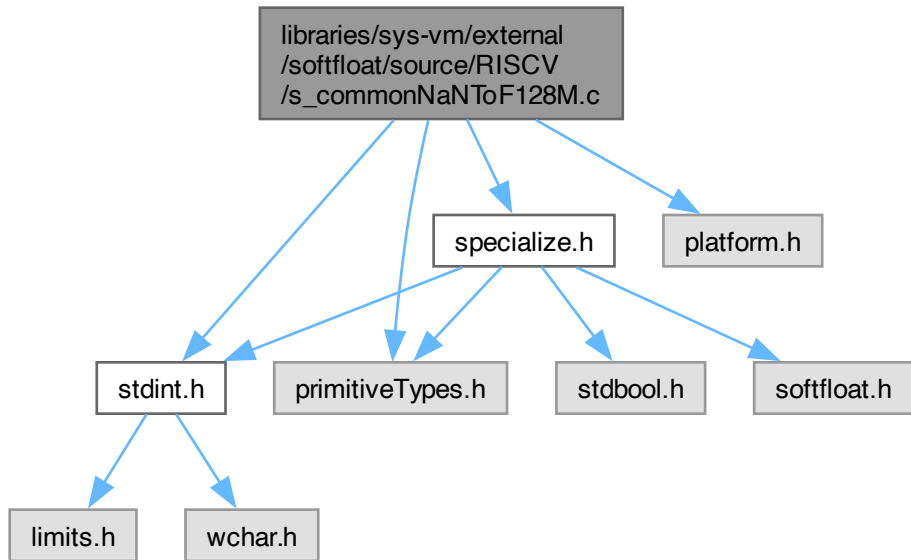 libraries/sys-vm/external
/softfloat/source/RISCV
/s_commonNaNToF128M.c
specialize.h
platform.h
stdint.h
primitiveTypes.h
stdbool.h
softfloat.h
limits.h
wchar.h